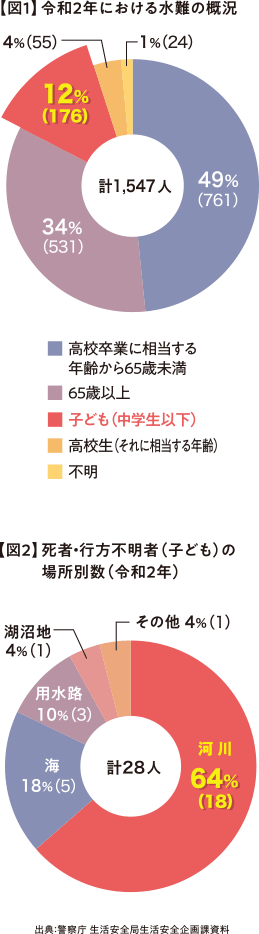 【図1】令和2年における水難の概況
4%(55)
1%(24)
12%
(176)
49%
(761)
計1,547人
34%
(531)
高校卒業に相当する
年齢から65歳未満
65歳以上
子ども(中学生以下)
高校生(それに相当する年齢)
不明
【図2】死者・行方不明者(子ども)の
場所別数(令和2年)
その他 4%(1)
湖沼地
4%(1)
用水路
10%(3)
河川
64%
(18)
海
18%(5)
計28人
出典:警察庁 生活安全局生活安全企画課資料